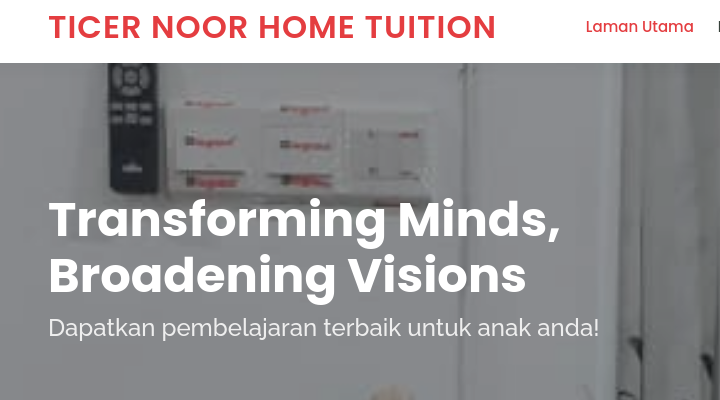 TICER NOOR HOME TUITION
Laman Utama
Transforming Minds,
Broadening Visions
Dapatkan pembelajaran terbaik untuk anak anda!